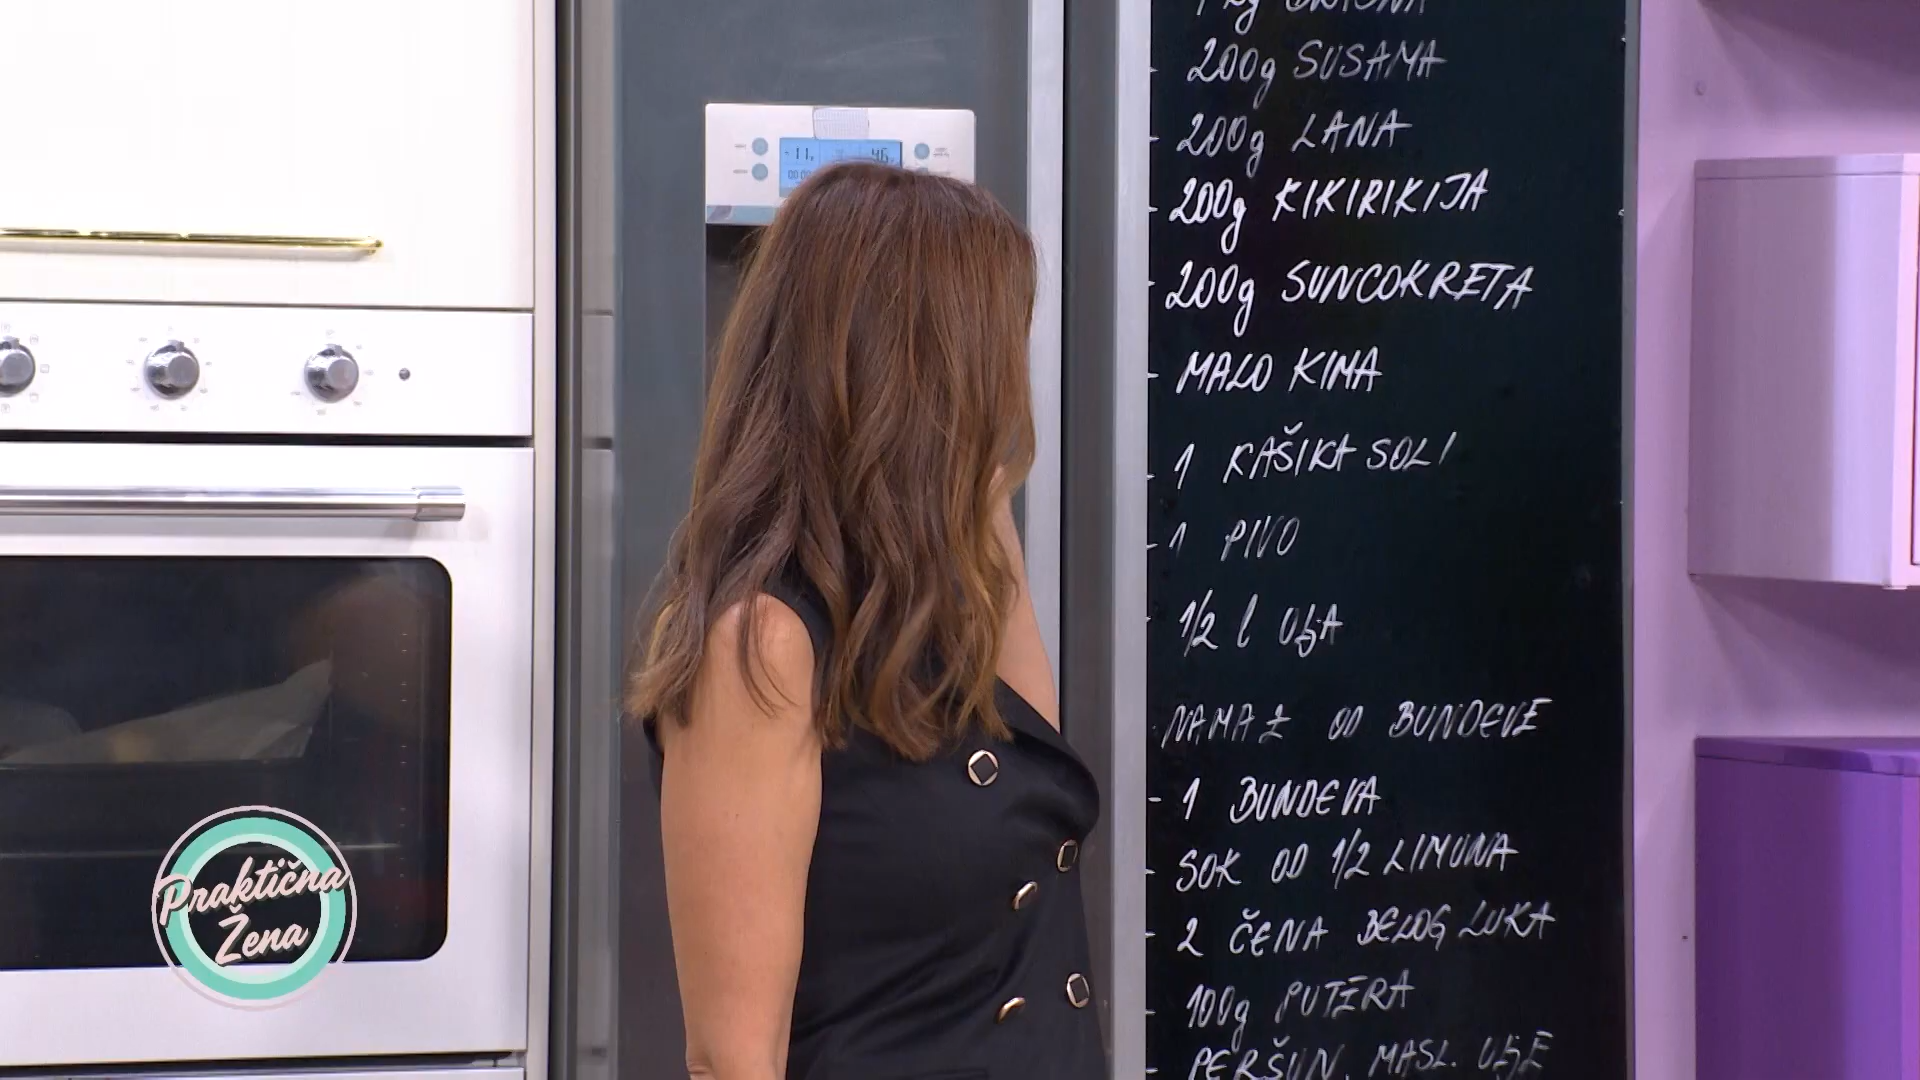 200g SUSAMA
- 200g LANA
- 200g KIKIRIKIJA
- 200g SUNCOKRETA
- MALO KIMA
- 1 KAŠIKA SOLI
- 1 PIVO
- 1/2 l ULJA
NAMAZ OD BUNDEVE
- 1 BUNDEVA
- SOK OD 1/2 LIMUNA
- 2 ČENA BELOG LUKA
- 100g PUTERA
- PERŠUN, MASL. ULJE
Praktična
Žena